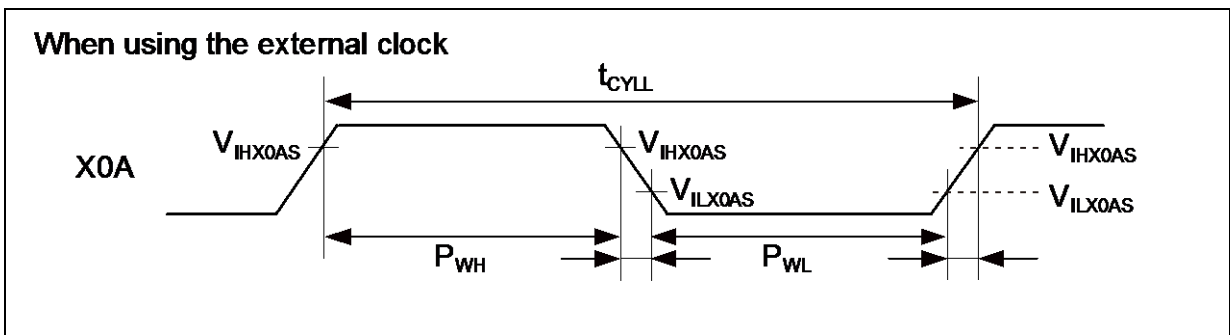 When using the external clock
tCYLL
VIHX0AS
VIHX0AS
VIHX0AS
X0A
VILX0AS
VILX0AS
PWH
PWL